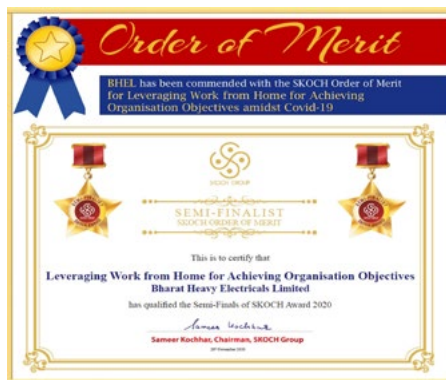 Order of Merit
BHEL has been commended with the SKOCH Order of Merit
for Leveraging Work from Home for Achieving
Organisation Objectives amidst Covid-19
SKOCH GROUP
SEMI-FINALIST
SKOCH ORDER OF MERIT
This is to certify that
Leveraging Work from Home for Achieving Organisation Objectives
Bharat Heavy Electricals Limited
has qualified the Semi-Finals of SKOCH Award 2020
Sameer Kochhar
Sameer Kochhar, Chairman, SKOCH Group